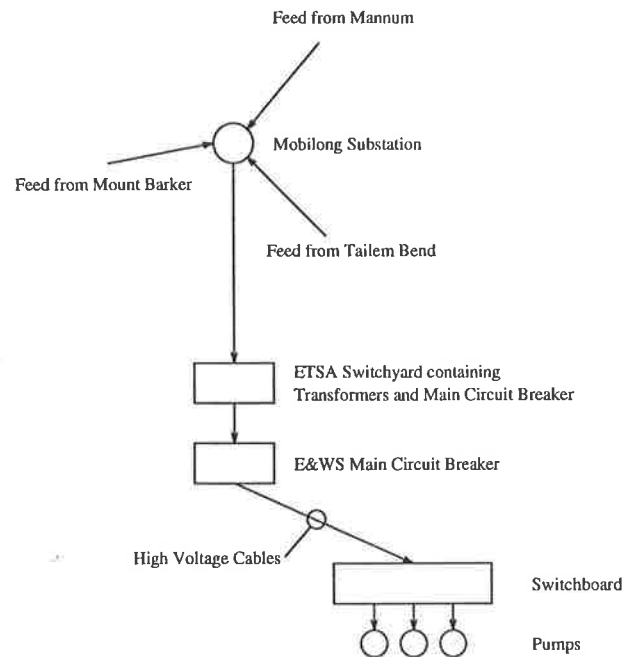 Feed from Mannum
Mobilong Substation
Feed from Mount Barker
Feed from Tailem Bend
ETSA Switchyard containing
Transformers and Main Circuit Breaker
E&WS Main Circuit Breaker
High Voltage Cables
Switchboard
Pumps